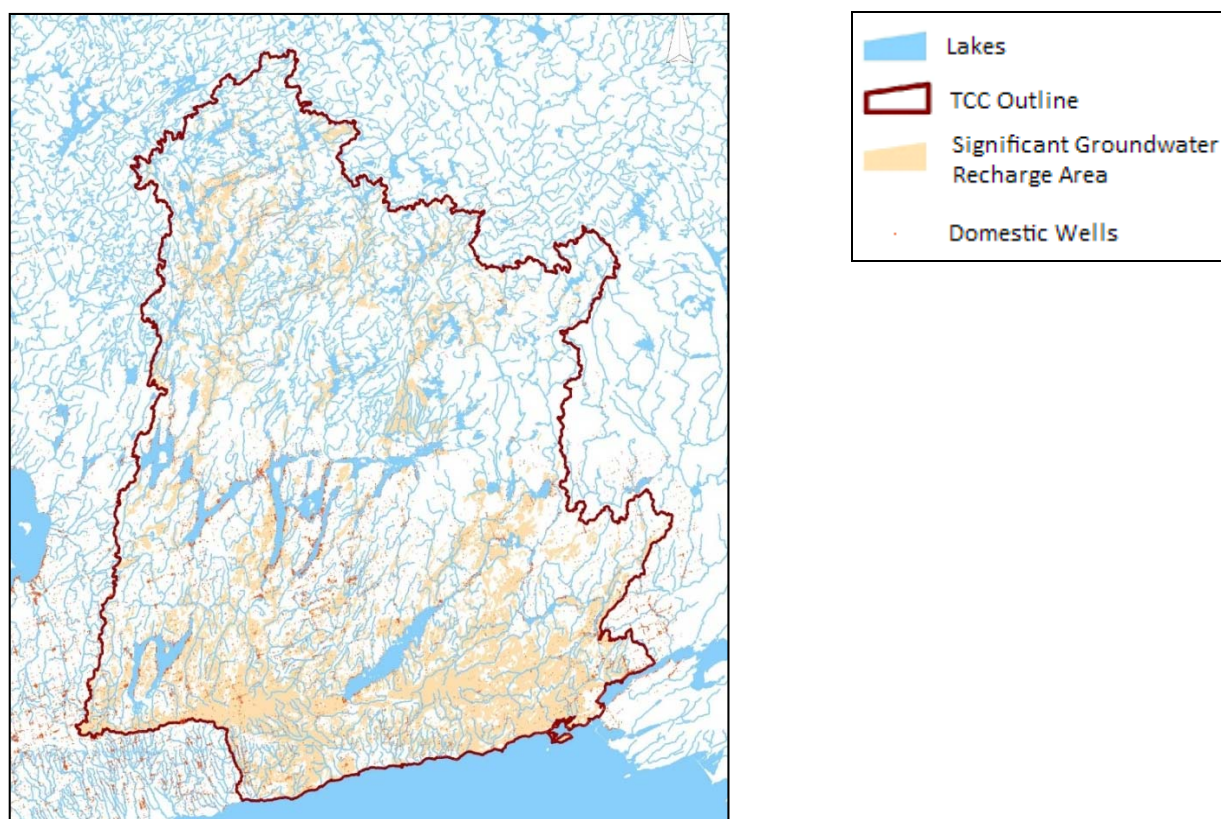 Lakes
TCC Outline
Significant Groundwater
Recharge Area
Domestic Wells